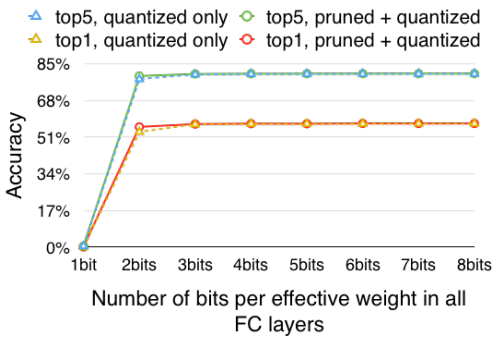 top5, quantized only
top5, pruned + quantized
top1, quantized only
top1, pruned + quantized
85%
68%
51%
34%
17%
0%
Accuracy
1bit 2bits 3bits 4bits 5bits 6bits 7bits 8bits
Number of bits per effective weight in all
FC layers